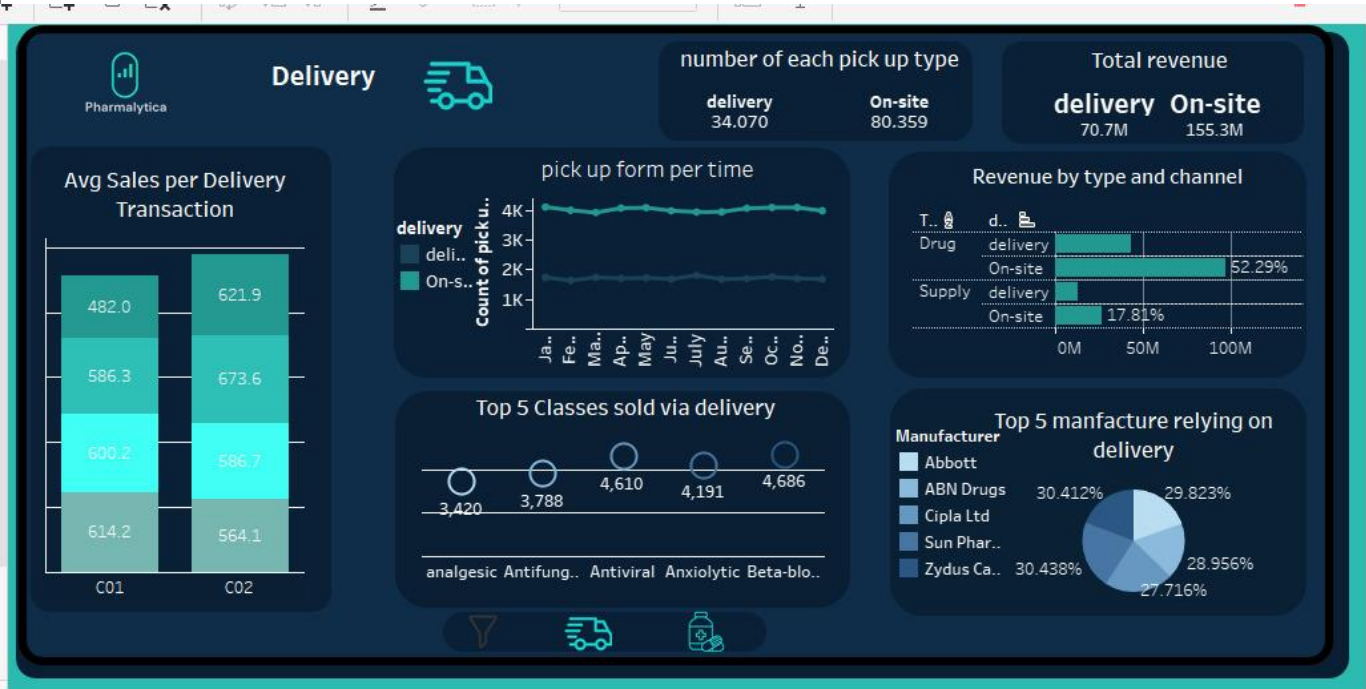 Pharmalytica
Delivery
number of each pick up type
delivery On-site
34.070 80.359
Total revenue
delivery On-site
70.7M 155.3M
Avg Sales per Delivery
Transaction
482.0 621.9
586.3 673.6
600.2 586.7
614.2 564.1
C01 C02
pick up form per time
delivery
deli..
On-s..
Count of picku..
4K
3K
2K
1K
Ja.. Fe.. Ma.. Ap.. May Ju.. July Au.. Se.. Oc.. No.. De..
Revenue by type and channel
T.. d..
Drug delivery
On-site 52.29%
Supply delivery
On-site 17.81%
0M 50M 100M
Top 5 Classes sold via delivery
3,420 3,788 4,610 4,191 4,686
analgesic Antifung.. Antiviral Anxiolytic Beta-blo..
Top 5 manfacture relying on
delivery
Manufacturer
Abbott
ABN Drugs
Cipla Ltd
Sun Phar..
Zydus Ca..
30.412% 29.823%
30.438% 28.956%
27.716%